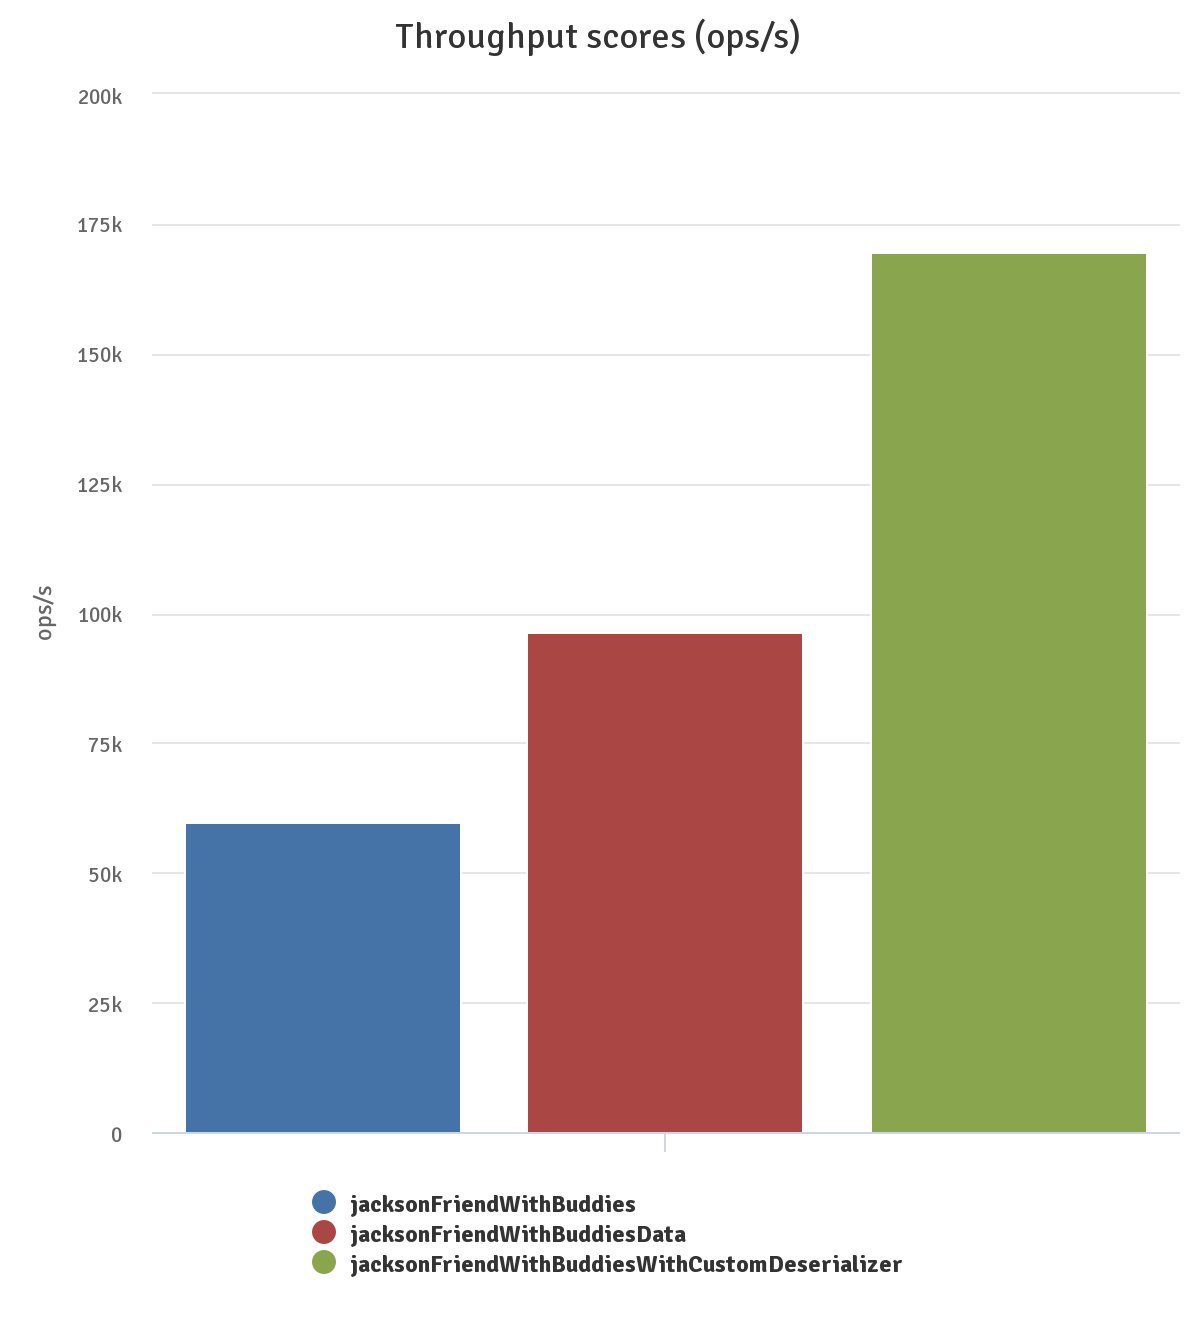 Throughput scores (ops/s)
200k
175k
150k
125k
100k
75k
50k
25k
0
ops/s
jacksonFriendWithBuddies
jacksonFriendWithBuddiesData
jacksonFriendWithBuddiesWithCustomDeserializer